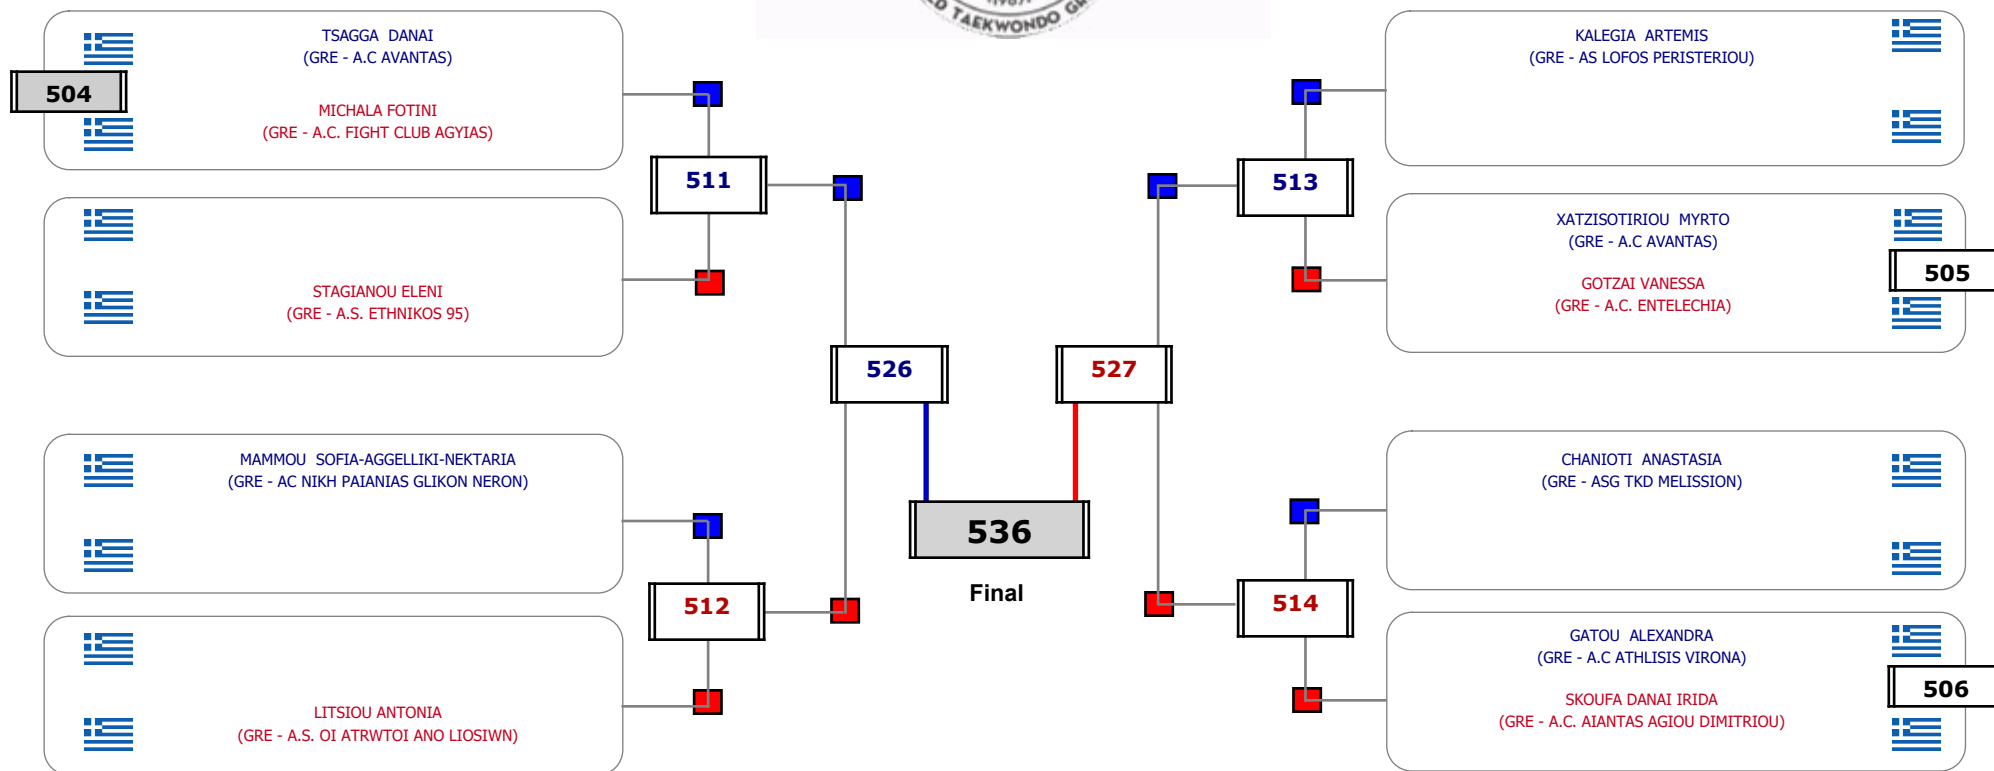 TAEKWONDO
TSAGGA DANAI
(GRE - A.C AVANTAS)
504
MICHALA FOTINI
(GRE - A.C. FIGHT CLUB AGYIAS)
511
STAGIANOU ELENI
(GRE - A.S. ETHNIKOS 95)
526
MAMMOU SOFIA-AGGELLIKI-NEKTARIA
(GRE - AC NIKH PAIANIAS GLIKON NERON)
512
LITSIOU ANTONIA
(GRE - A.S. OI ATRWTOI ANO LIOSIWN)
536
Final
KALEGIA ARTEMIS
(GRE - AS LOFOS PERISTERIOU)
513
XATZISOTIRIOU MYRTO
(GRE - A.C AVANTAS)
505
GOTZAI VANESSA
(GRE - A.C. ENTELECHIA)
527
CHANIOTI ANASTASIA
(GRE - ASG TKD MELISSION)
514
GATOU ALEXANDRA
(GRE - A.C ATHLISIS VIRONA)
506
SKOUFA DANAI IRIDA
(GRE - A.C. AIANTAS AGIOU DIMITRIOU)